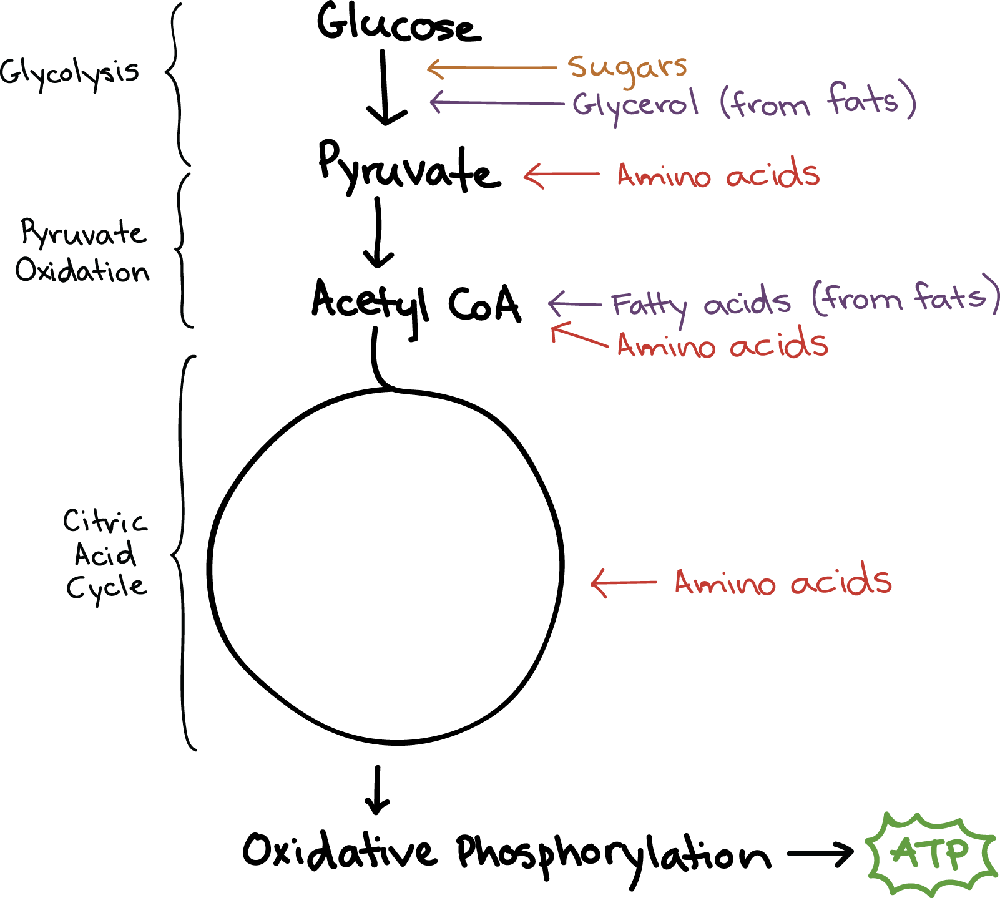 Glucose
Glycolysis
Sugars
Glycerol (from fats)
Pyruvate
Amino acids
Pyruvate
Oxidation
Acetyl CoA
Fatty acids (from fats)
Amino acids
Citric
Acid
Cycle
Amino acids
Oxidative Phosphorylation
ATP